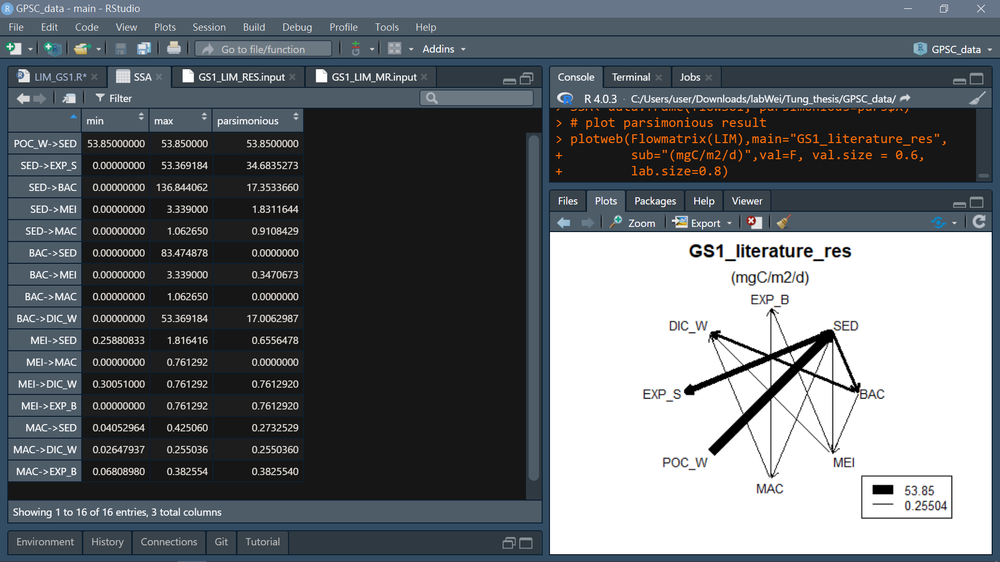 GPSC_data - main - RStudio
File Edit Code View Plots Session Build Debug Profile Tools Help
Go to file/function Addins GPSC_data
LIM_GS1.R* SSA GS1_LIM_RES.input GS1_LIM_MR.input
Filter
min max parsimonious
POC_W->SED 53.85000000 53.850000 53.8500000
SED->EXP_S 0.00000000 53.369184 34.6835273
SED->BAC 0.00000000 136.844062 17.3533660
SED->MEI 0.00000000 3.339000 1.8311644
SED->MAC 0.00000000 1.062650 0.9108429
BAC->SED 0.00000000 83.474878 0.0000000
BAC->MEI 0.00000000 3.339000 0.3470673
BAC->MAC 0.00000000 1.062650 0.0000000
BAC->DIC_W 0.00000000 53.369184 17.0062987
MEI->SED 0.25880833 1.816416 0.6556478
MEI->MAC 0.00000000 0.761292 0.0000000
MEI->DIC_W 0.30051000 0.761292 0.7612920
MEI->EXP_B 0.00000000 0.761292 0.7612920
MAC->SED 0.04052964 0.425060 0.2732529
MAC->DIC_W 0.02647937 0.255036 0.2550360
MAC->EXP_B 0.06808980 0.382554 0.3825540
Showing 1 to 16 of 16 entries, 3 total columns
Environment History Connections Git Tutorial
Console Terminal Jobs
R 4.0.3 · C:/Users/user/Downloads/labWei/Tung_thesis/GPSC_data/
> # plot parsimonious result
> plotweb(Flowmatrix(LIM),main="GS1_literature_res",
+ sub="(mgC/m2/d)",val=F, val.size = 0.6,
+ lab.size=0.8)
Files Plots Packages Help Viewer
Zoom Export
GS1_literature_res
(mgC/m2/d)
EXP_B
DIC_W SED
EXP_S BAC
POC_W MEI
MAC
53.85
0.25504